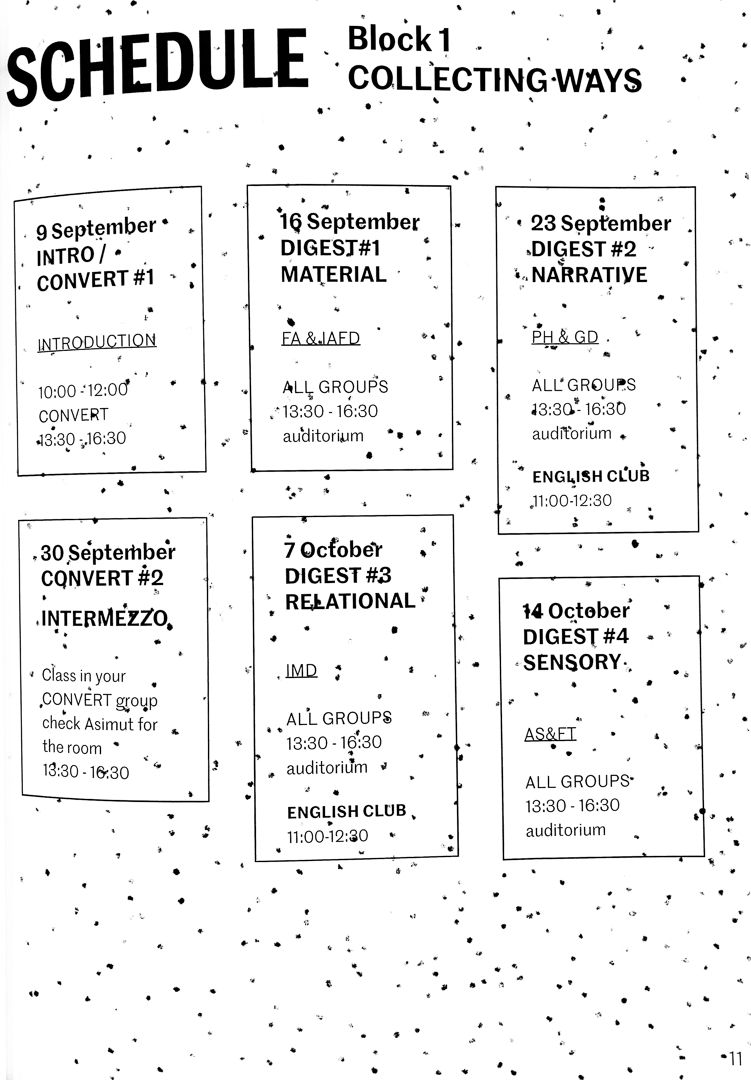 SCHEDULE
Block 1
COLLECTING WAYS
9 September
INTRO /
CONVERT #1
INTRODUCTION
10:00 - 12:00
CONVERT
13:30 - 16:30
16 September
DIGEST#1
MATERIAL
FA & IAFD
ALL GROUPS
13:30 - 16:30
auditorium
23 September
DIGEST #2
NARRATIVE
PH & GD
ALL GROUPS
13:30 - 16:30
auditorium
ENGLISH CLUB
11:00-12:30
30 September
CONVERT #2
INTERMEZZO
Class in your
CONVERT group
check Asimut for
the room
13:30 - 16:30
7 October
DIGEST #3
RELATIONAL
IMD
ALL GROUPS
13:30 - 16:30
auditorium
ENGLISH CLUB
11:00-12:30
14 October
DIGEST #4
SENSORY
AS&FT
ALL GROUPS
13:30 - 16:30
auditorium
11